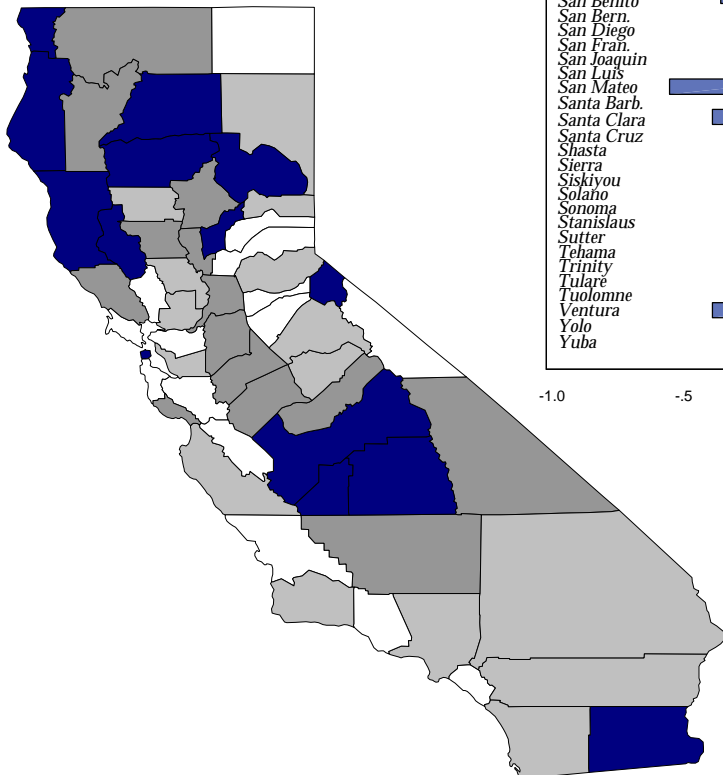 San Benito
San Bern.
San Diego
San Fran.
San Joaquin
San Luis
San Mateo
Santa Barb.
Santa Clara
Santa Cruz
Shasta
Sierra
Siskiyou
Solano
Sonoma
Stanislaus
Sutter
Tehama
Trinity
Tulare
Tuolomne
Ventura
Yolo
Yuba
-1.0 -.5